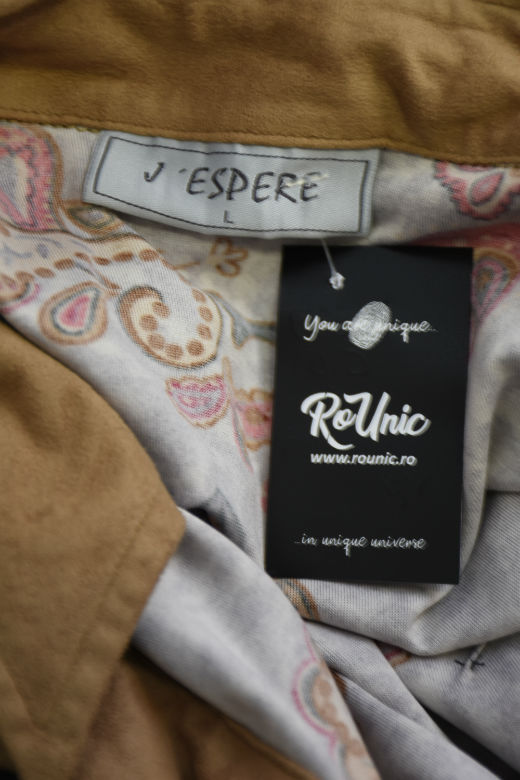 J 'ESPERE
L
You are unique...
RoUnic
www.rounic.ro
...in unique universe